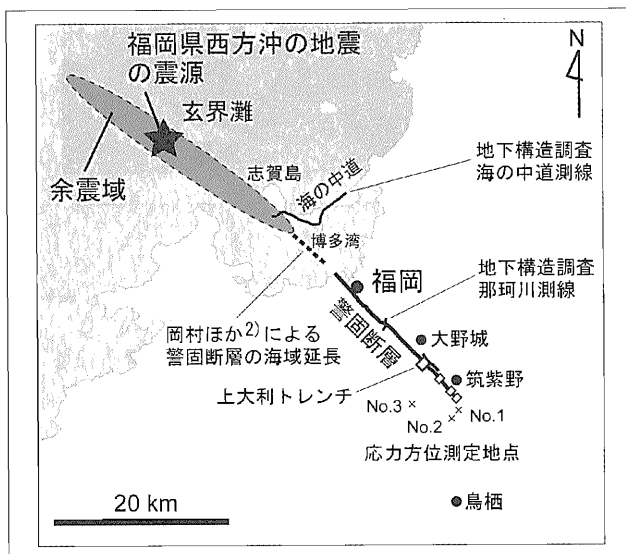 福岡県西方沖の地震
の震源
N
玄界灘
余震域
志賀島
海の中道
地下構造調査
海の中道測線
博多湾
福岡
地下構造調査
那珂川測線
岡村ほか2)による
警固断層の海域延長
警固断層
大野城
上大利トレンチ
筑紫野
No.3
No.2
No.1
応力方位測定地点
20 km
鳥栖